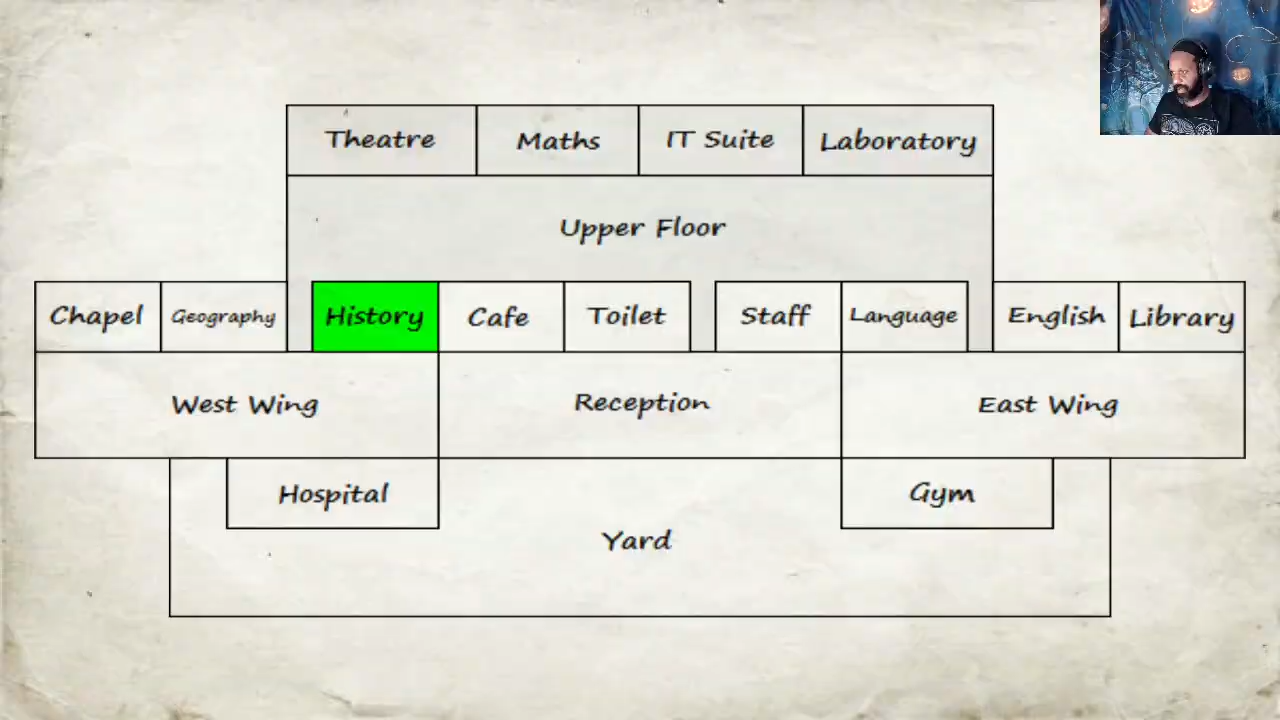 Theatre Maths IT Suite Laboratory
Upper Floor
Chapel Geography History Cafe Toilet Staff Language English Library
West Wing Reception East Wing
Hospital Gym
Yard